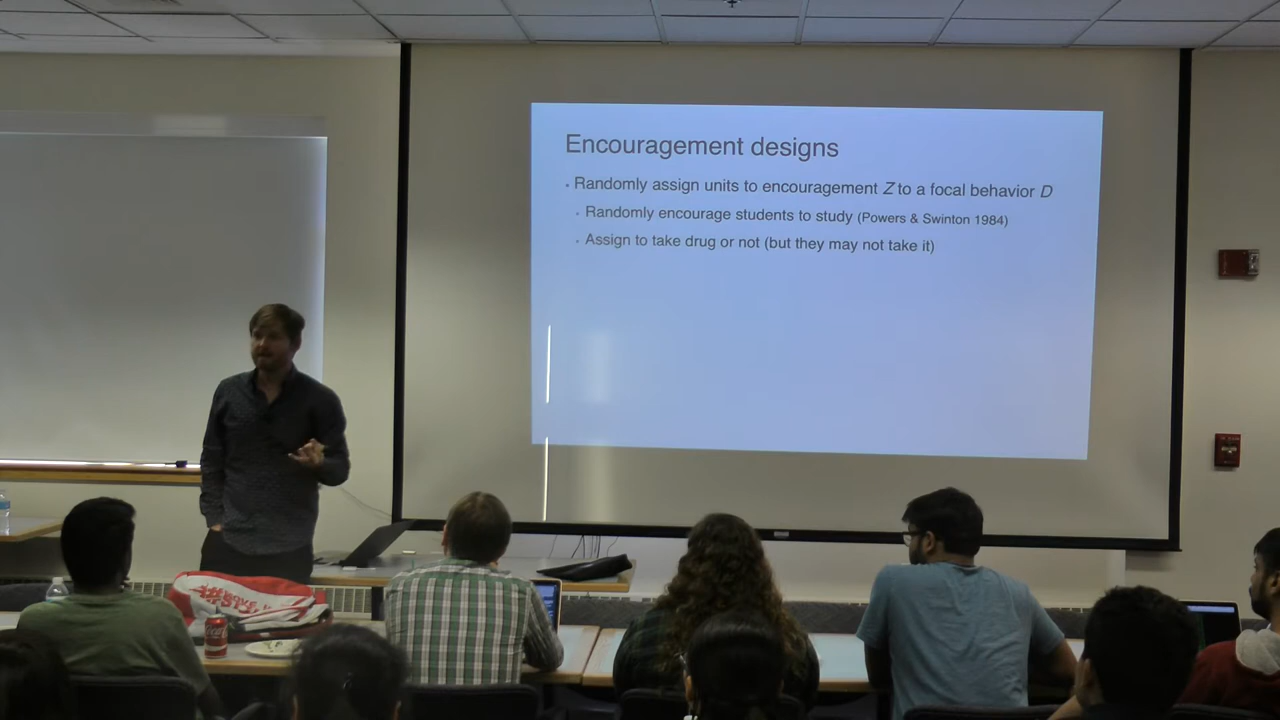 Encouragement designs
• Randomly assign units to encouragement Z to a focal behavior D
• Randomly encourage students to study (Powers & Swinton 1984)
• Assign to take drug or not (but they may not take it)